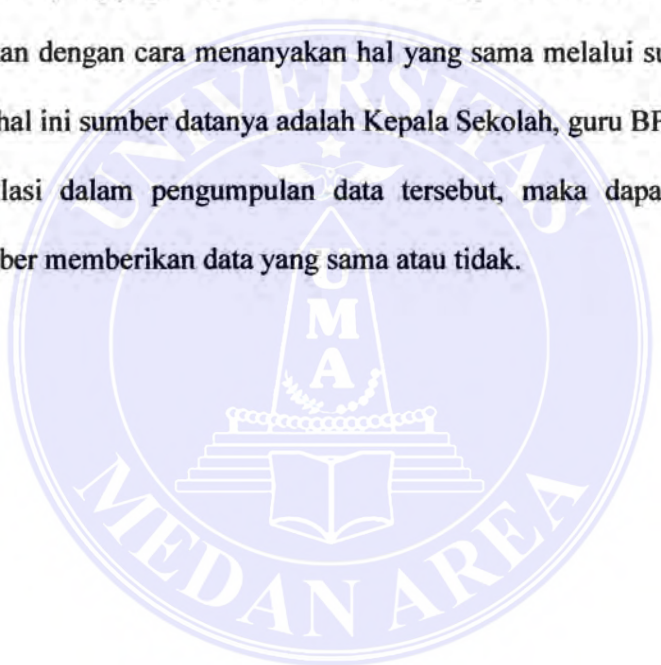 an dengan cara menanyakan hal yang sama melalui su
hal ini sumber datanya adalah Kepala Sekolah, guru BP
lasi dalam pengumpulan data tersebut, maka dapa
ber memberikan data yang sama atau tidak.
UNIVERSITAS
U
M
A
MEDAN AREA